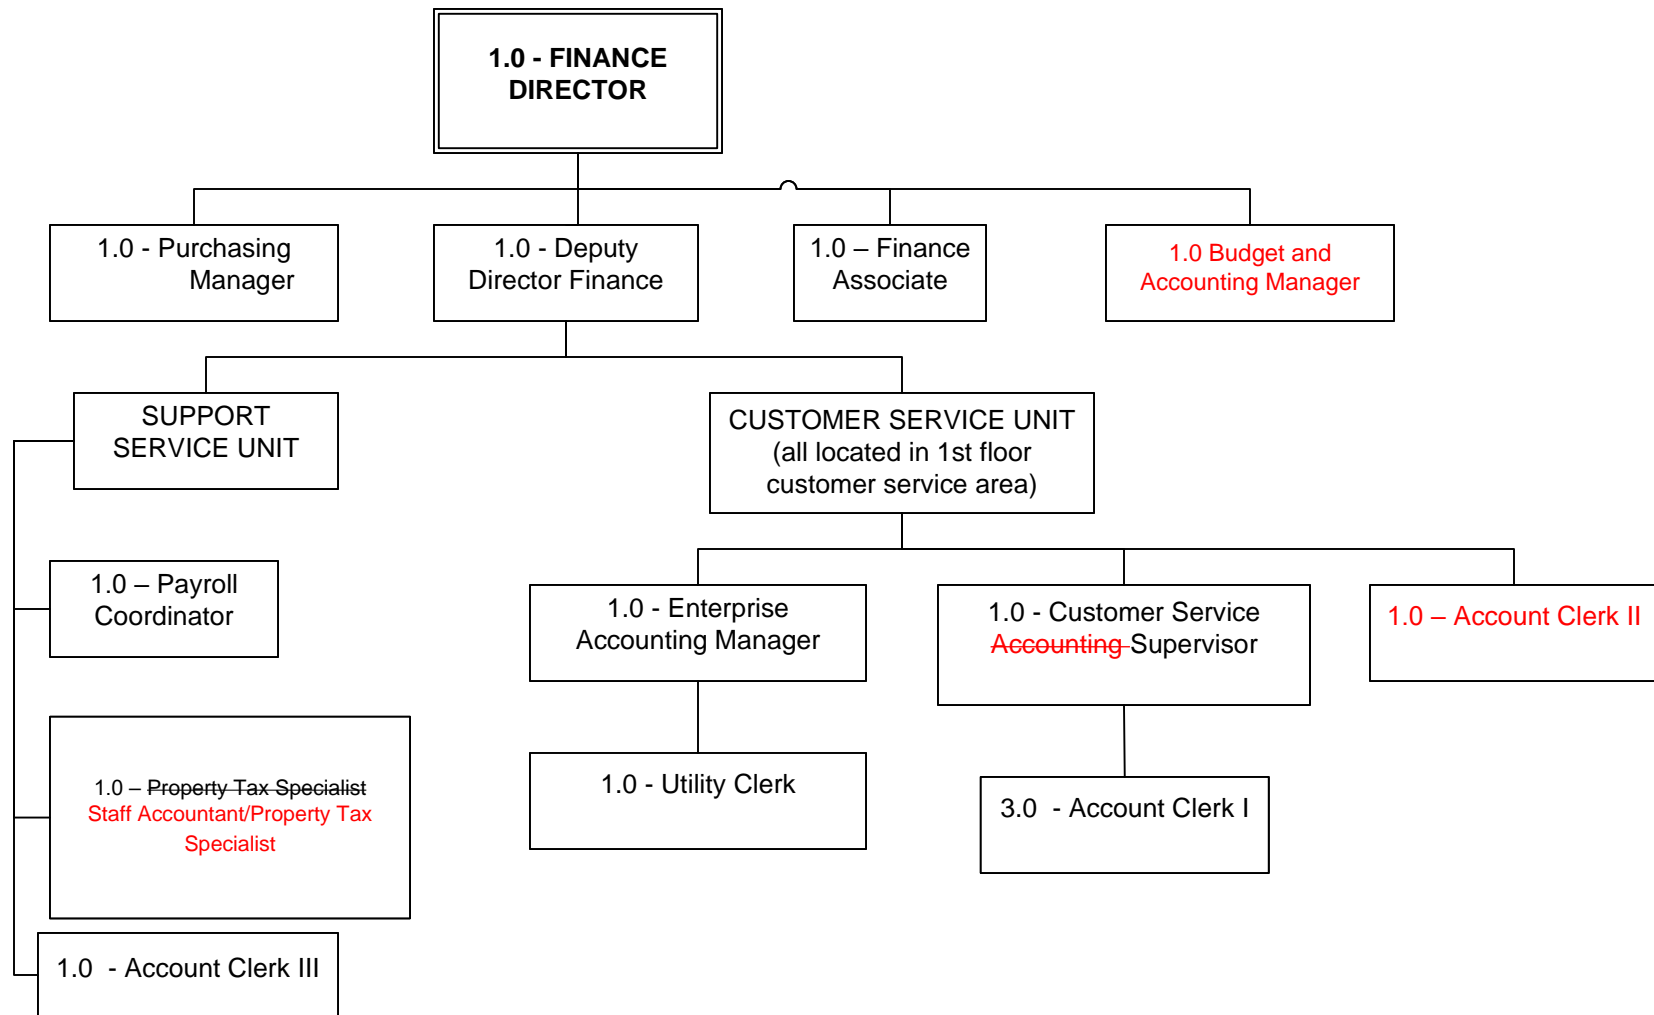 1.0 - FINANCE
DIRECTOR
1.0 - Purchasing
Manager
1.0 - Deputy
Director Finance
1.0 – Finance
Associate
1.0 Budget and
Accounting Manager
SUPPORT
SERVICE UNIT
CUSTOMER SERVICE UNIT
(all located in 1st floor
customer service area)
1.0 – Payroll
Coordinator
1.0 - Enterprise
Accounting Manager
1.0 - Customer Service
Accounting Supervisor
1.0 – Account Clerk II
1.0 – Property Tax Specialist
Staff Accountant/Property Tax
Specialist
1.0 - Utility Clerk
3.0 - Account Clerk I
1.0 - Account Clerk III